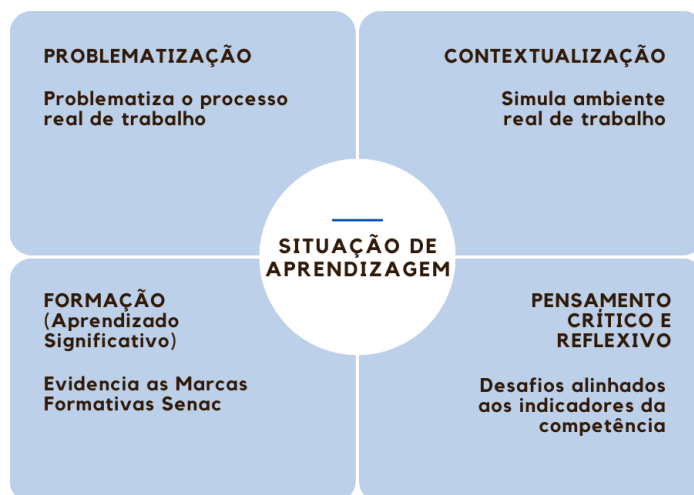 PROBLEMATIZAÇÃO
Problematiza o processo
real de trabalho
CONTEXTUALIZAÇÃO
Simula ambiente
real de trabalho
SITUAÇÃO DE
APRENDIZAGEM
FORMAÇÃO
(Aprendizado
Significativo)
Evidencia as Marcas
Formativas Senac
PENSAMENTO
CRÍTICO E
REFLEXIVO
Desafios alinhados
aos indicadores da
competência